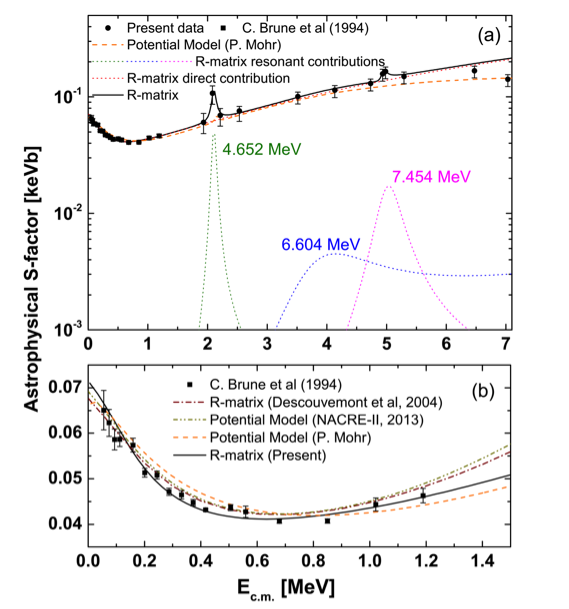 Present data C. Brune et al (1994)
(a)
Potential Model (P. Mohr)
R-matrix resonant contributions
R-matrix direct contribution
R-matrix
10⁻¹
10⁻²
10⁻³
4.652 MeV
7.454 MeV
6.604 MeV
0 1 2 3 4 5 6 7
Astrophysical S-factor [keVb]
C. Brune et al (1994)
(b)
R-matrix (Descouvemont et al, 2004)
Potential Model (NACRE-II, 2013)
Potential Model (P. Mohr)
R-matrix (Present)
0.07
0.06
0.05
0.04
0.0 0.2 0.4 0.6 0.8 1.0 1.2 1.4
E_c.m. [MeV]